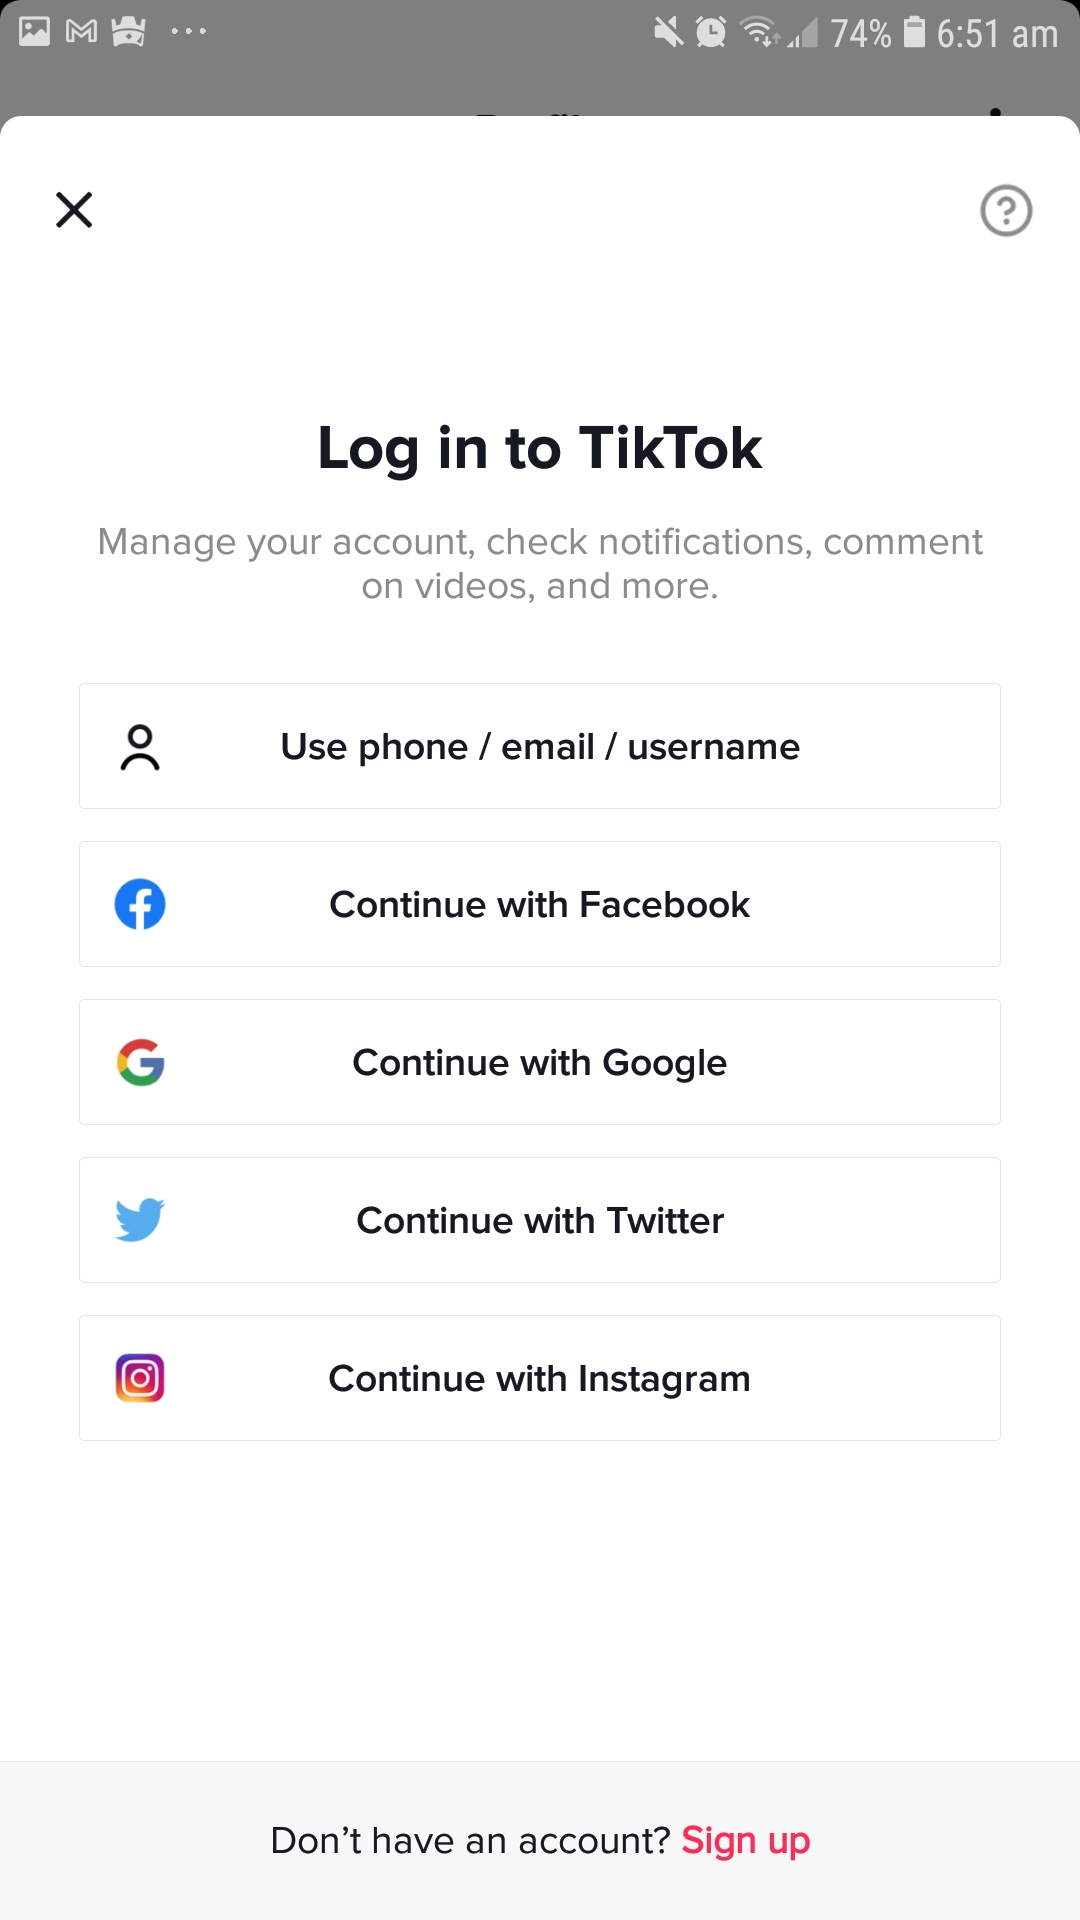 74% 6:51 am
Log in to TikTok
Manage your account, check notifications, comment
on videos, and more.
Use phone / email / username
Continue with Facebook
Continue with Google
Continue with Twitter
Continue with Instagram
Don’t have an account? Sign up